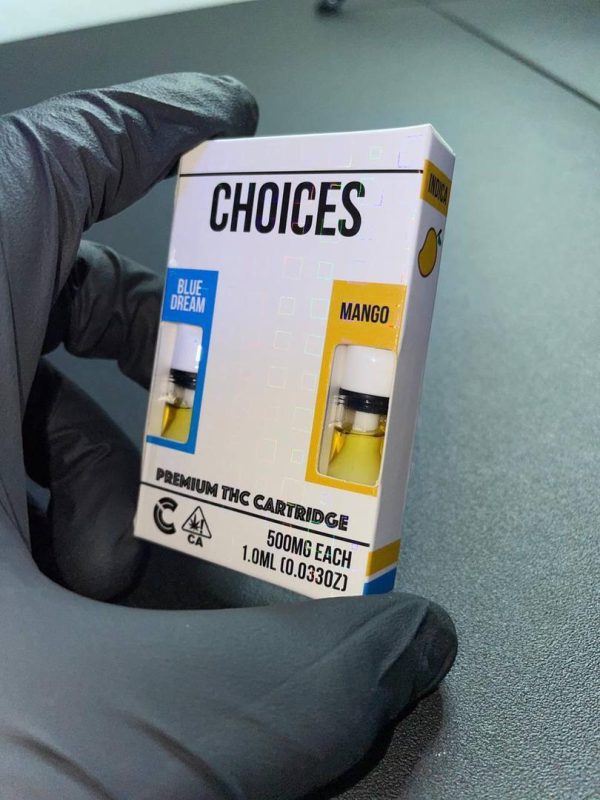 INDICA
CHOICES
BLUE
DREAM
MANGO
PREMIUM THC CARTRIDGE
CA
500MG EACH
1.0ML (0.033OZ)